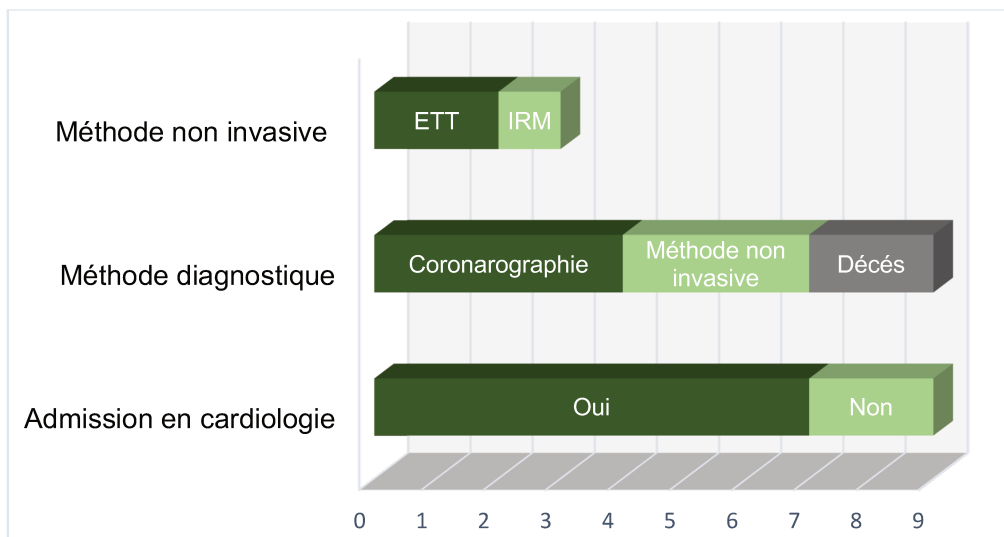 Méthode non invasive
ETT
IRM
Méthode diagnostique
Coronarographie
Méthode non
invasive
Décés
Admission en cardiologie
Oui
Non
0 1 2 3 4 5 6 7 8 9